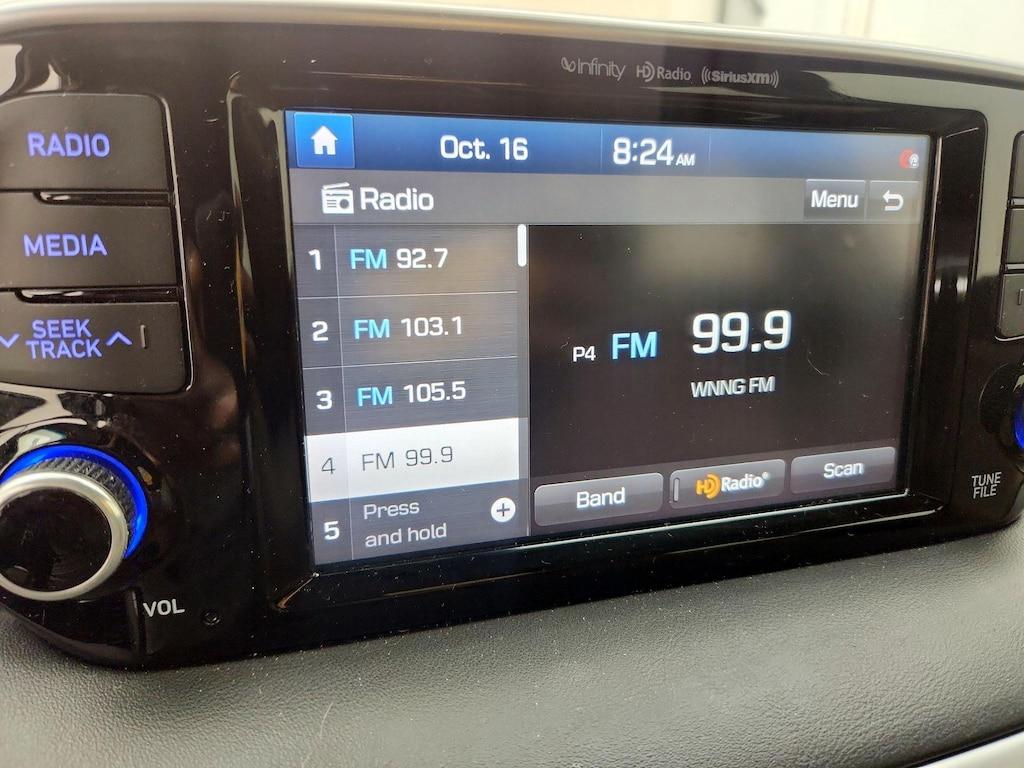 Infinity HD Radio ((SiriusXM))
RADIO
MEDIA
SEEK
TRACK
VOL
Oct. 16 8:24 AM
Radio
Menu
1 FM 92.7
2 FM 103.1
3 FM 105.5
4 FM 99.9
5 Press
and hold
P4 FM 99.9
WNNG FM
Band
HD Radio®
Scan
TUNE
FILE